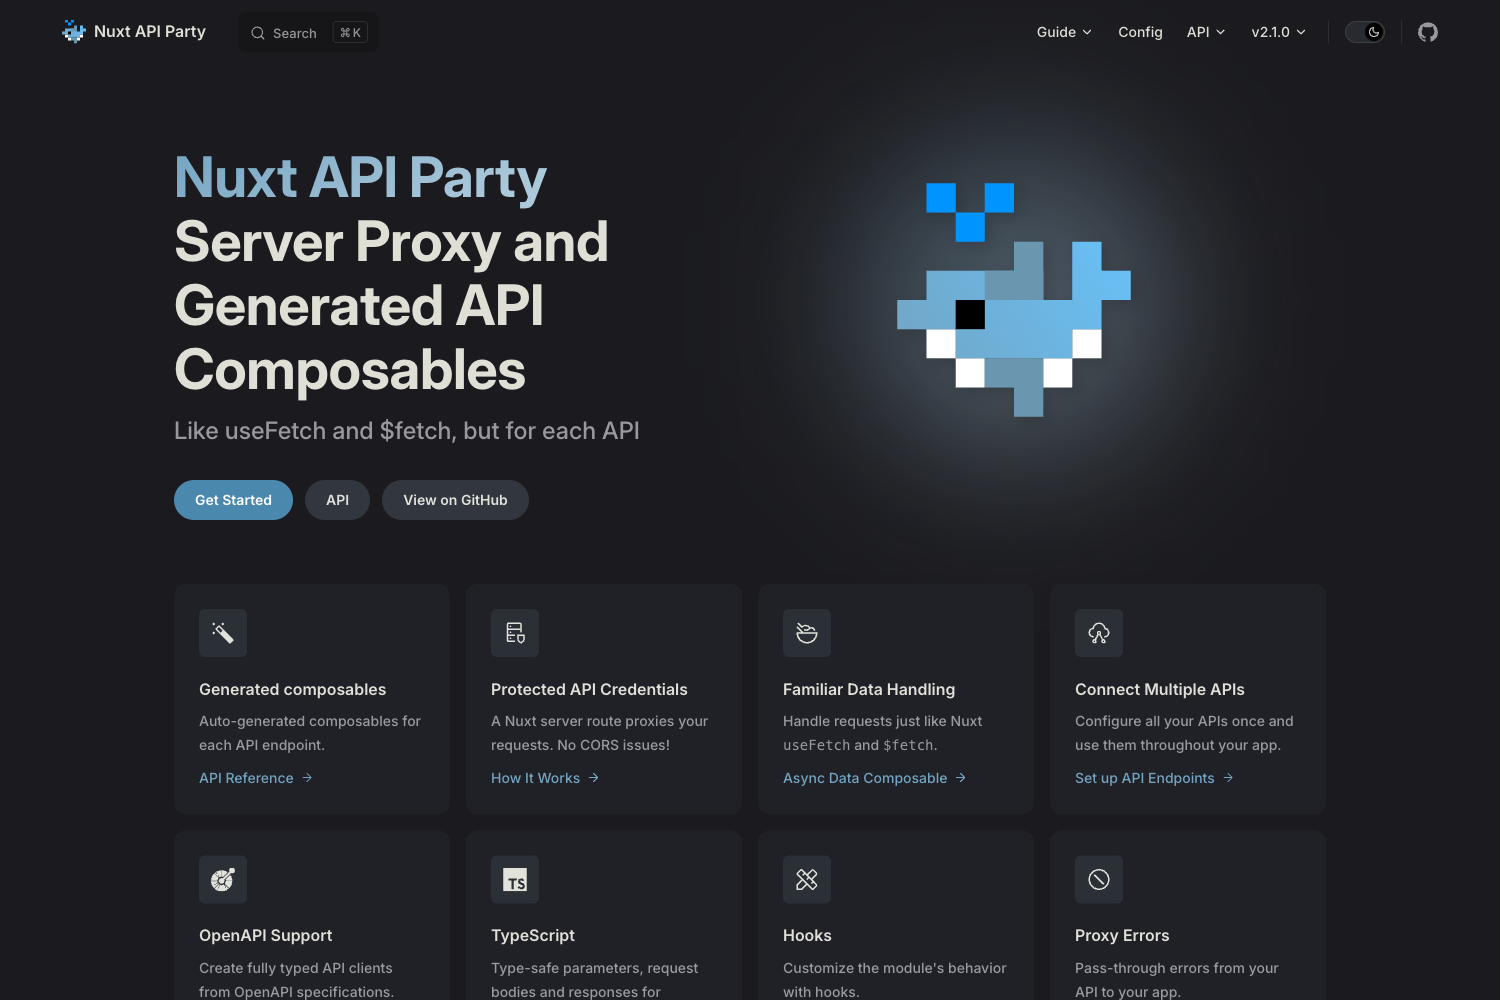 Nuxt API Party
Search
⌘ K
Guide
Config
API
v2.1.0
Nuxt API Party
Server Proxy and
Generated API
Composables
Like useFetch and $fetch, but for each API
Get Started
API
View on GitHub
Generated composables
Auto-generated composables for
each API endpoint.
API Reference →
Protected API Credentials
A Nuxt server route proxies your
requests. No CORS issues!
How It Works →
Familiar Data Handling
Handle requests just like Nuxt
useFetch and $fetch.
Async Data Composable →
Connect Multiple APIs
Configure all your APIs once and
use them throughout your app.
Set up API Endpoints →
OpenAPI Support
Create fully typed API clients
from OpenAPI specifications.
TS
TypeScript
Type-safe parameters, request
bodies and responses for
Hooks
Customize the module's behavior
with hooks.
Proxy Errors
Pass-through errors from your
API to your app.